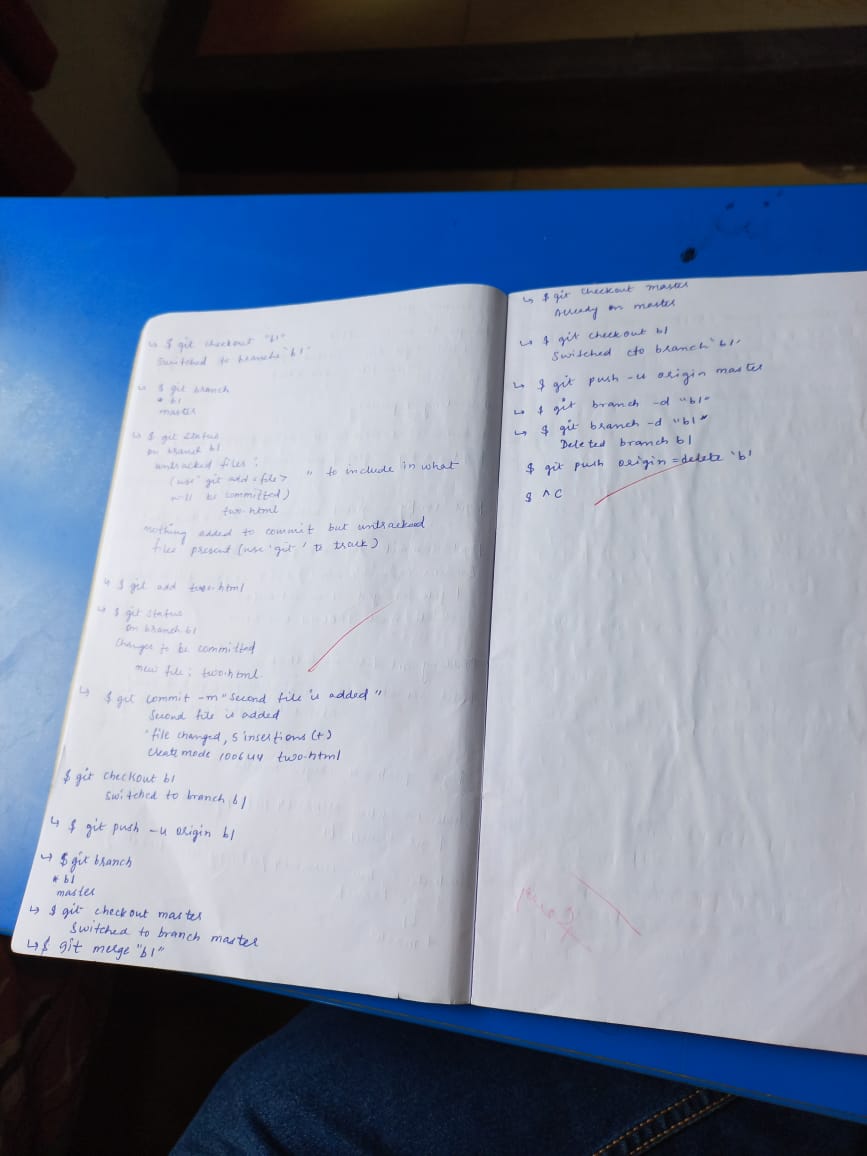 ↳ $ git checkout "b1"
Switched to branche "b1"
↳ $ git branch
* b1
master
↳ $ git status
on branch b1
untracked files :
(use "git add <file> " to include in what
will be committed)
two.html
nothing added to commit but untracked
files present (use 'git' to track)
↳ $ git add two.html
↳ $ git status
on branch b1
changes to be committed
new file : two.html
↳ $ git commit -m "Second file is added"
Second file is added
1 file changed, 5 insertions (+)
create mode 100644 two.html
$ git checkout b1
switched to branch b1
↳ $ git push -u origin b1
↳ $ git branch
* b1
master
↳ $ git checkout master
Switched to branch master
↳ $ git merge "b1"
↳ $ git checkout master
Already on master
↳ $ git checkout b1
Switched to branch "b1"
↳ $ git push -u origin master
↳ $ git branch -d "b1"
↳ $ git branch -d "b1"
Deleted branch b1
$ git push origin =delete 'b1
$ ^C